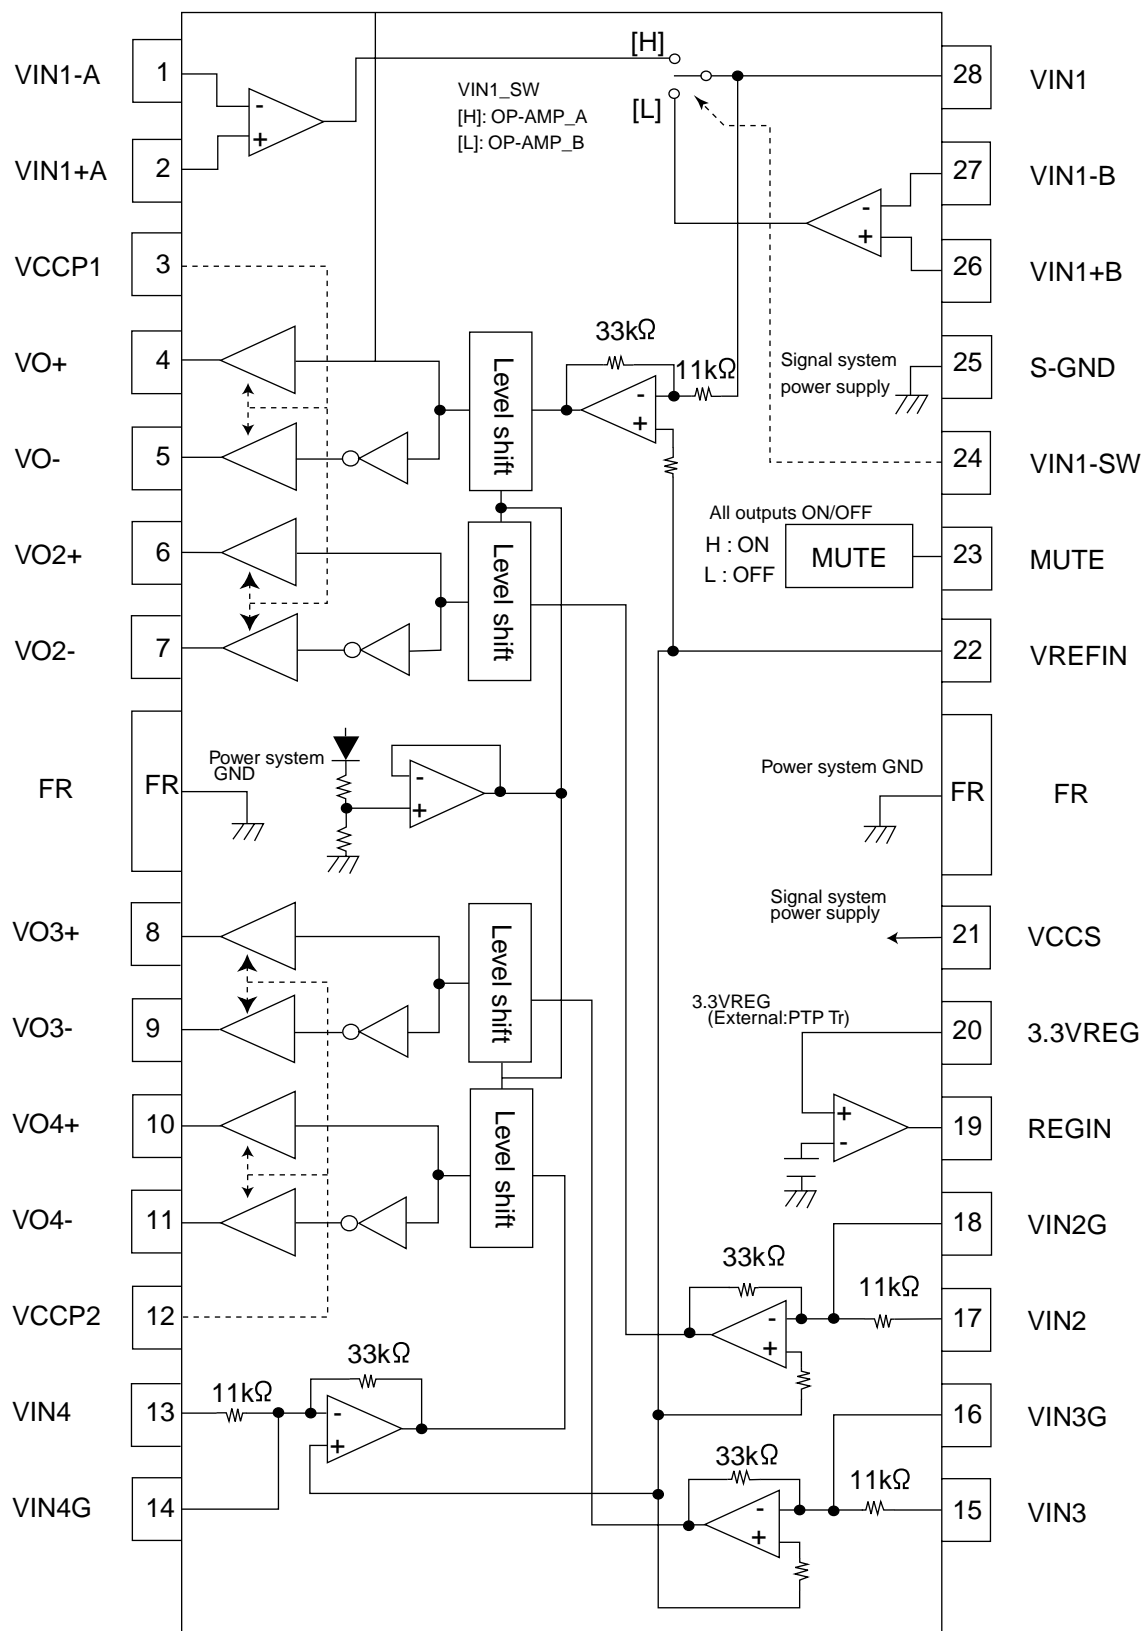 VIN1-A 1
VIN1+A 2
VCCP1 3
VO+ 4
VO- 5
VO2+ 6
VO2- 7
FR FR
VO3+ 8
VO3- 9
VO4+ 10
VO4- 11
VCCP2 12
VIN4 13
VIN4G 14
[H]
VIN1_SW
[H]: OP-AMP_A
[L]: OP-AMP_B
[L]
-
+
-
+
33kΩ
11kΩ
-
+
Level shift
Level shift
Signal system
power supply
All outputs ON/OFF
H : ON
L : OFF
MUTE
Power system
GND
-
+
Power system GND
Signal system
power supply
Level shift
Level shift
3.3VREG
(External:PTP Tr)
+
-
33kΩ
11kΩ
-
+
33kΩ
11kΩ
-
+
33kΩ
11kΩ
-
+
28 VIN1
27 VIN1-B
26 VIN1+B
25 S-GND
24 VIN1-SW
23 MUTE
22 VREFIN
FR FR
21 VCCS
20 3.3VREG
19 REGIN
18 VIN2G
17 VIN2
16 VIN3G
15 VIN3